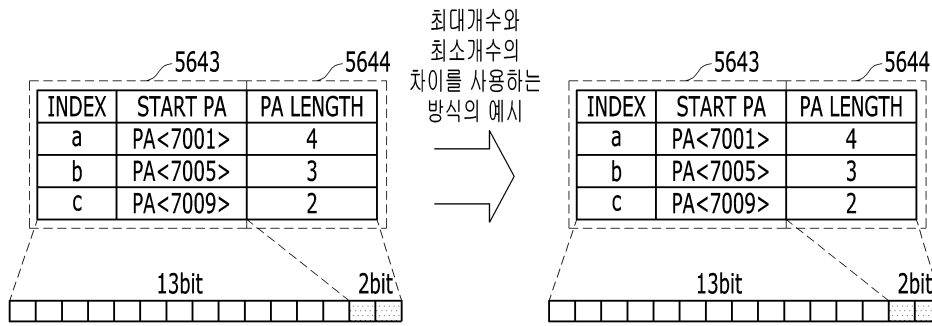 최대개수와
최소개수의
차이를 사용하는
방식의 예시
5643 5644
INDEX START PA PA LENGTH
a PA<7001> 4
b PA<7005> 3
c PA<7009> 2
13bit 2bit
5643 5644
INDEX START PA PA LENGTH
a PA<7001> 4
b PA<7005> 3
c PA<7009> 2
13bit 2bit